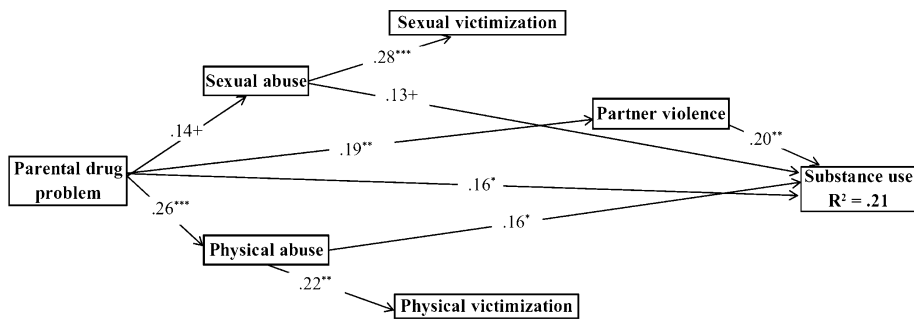 Sexual victimization
.28***
Sexual abuse
.13+
Partner violence
.14+
.20**
.19**
Parental drug
problem
Substance use
R² = .21
.16*
.26***
.16*
Physical abuse
.22**
Physical victimization